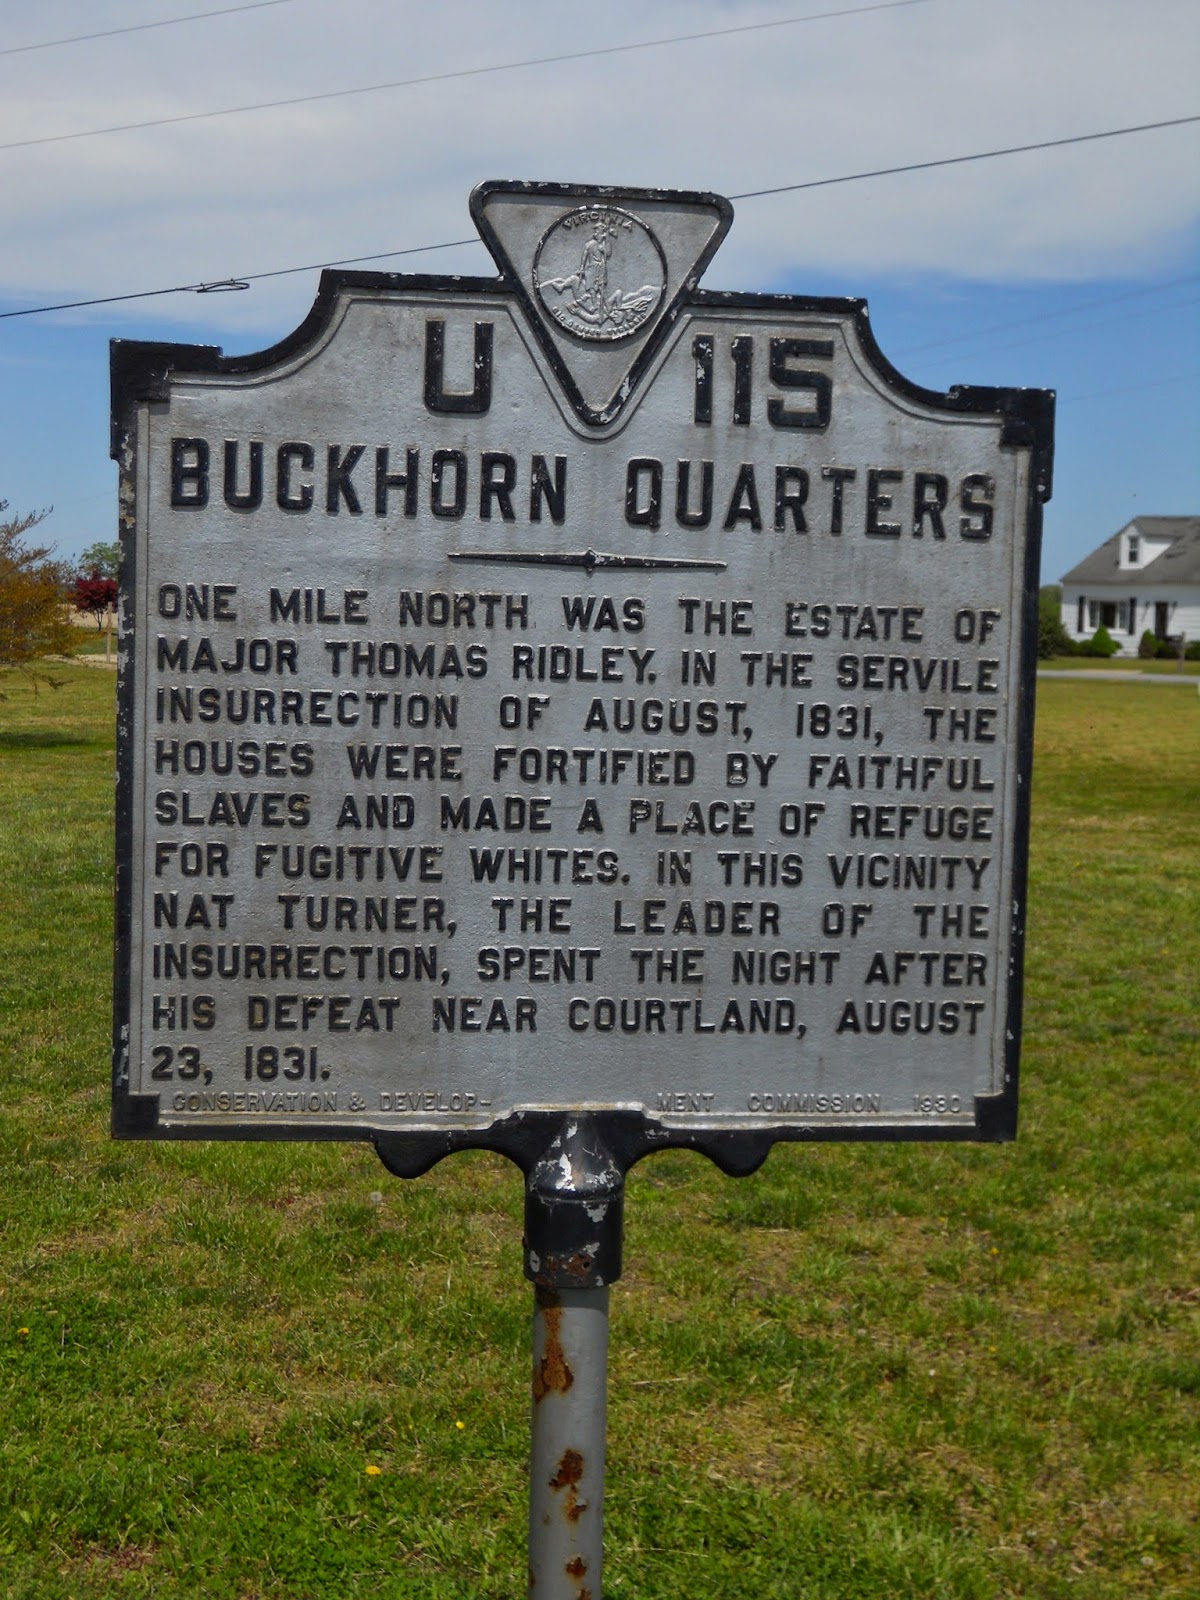 VIRGINIA
U 115
BUCKHORN QUARTERS
ONE MILE NORTH WAS THE ESTATE OF
MAJOR THOMAS RIDLEY. IN THE SERVILE
INSURRECTION OF AUGUST, 1831, THE
HOUSES WERE FORTIFIED BY FAITHFUL
SLAVES AND MADE A PLACE OF REFUGE
FOR FUGITIVE WHITES. IN THIS VICINITY
NAT TURNER, THE LEADER OF THE
INSURRECTION, SPENT THE NIGHT AFTER
HIS DEFEAT NEAR COURTLAND, AUGUST
23, 1831.
CONSERVATION & DEVELOP- MENT COMMISSION 1930